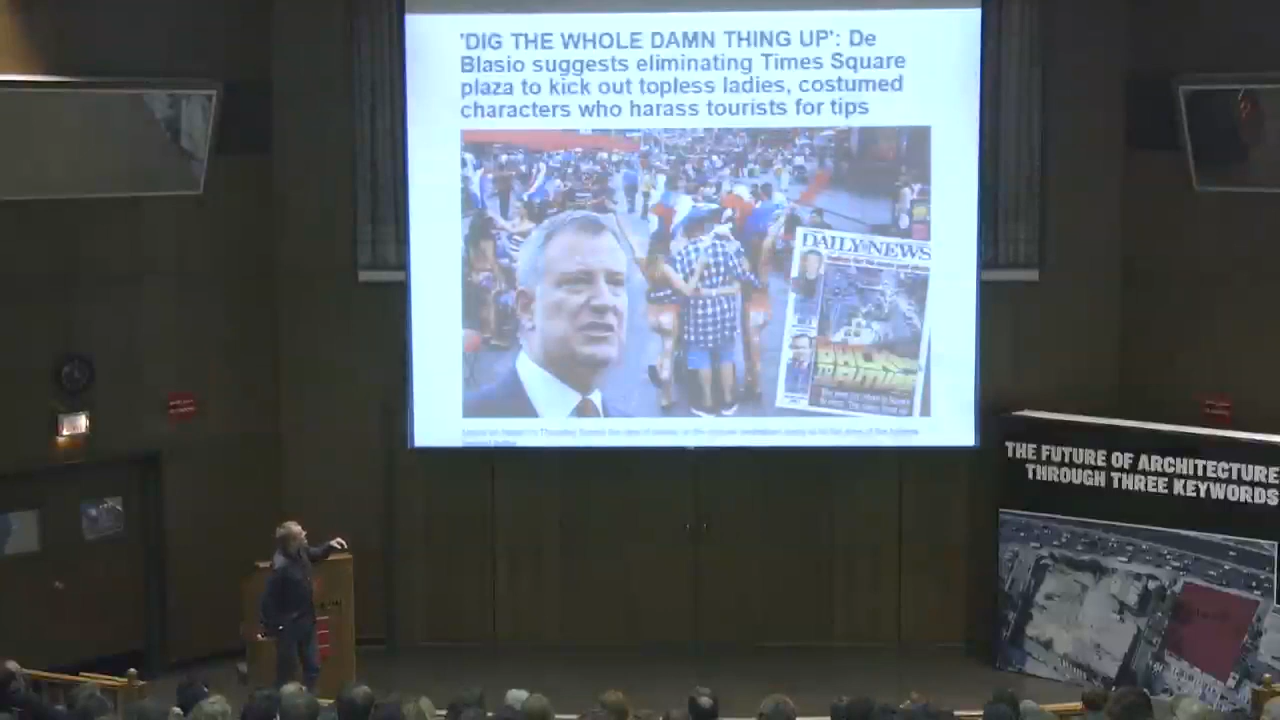 'DIG THE WHOLE DAMN THING UP': De
Blasio suggests eliminating Times Square
plaza to kick out topless ladies, costumed
characters who harass tourists for tips
DAILY NEWS
BACK
THE FUTURE OF ARCHITECTURE
THROUGH THREE KEYWORDS